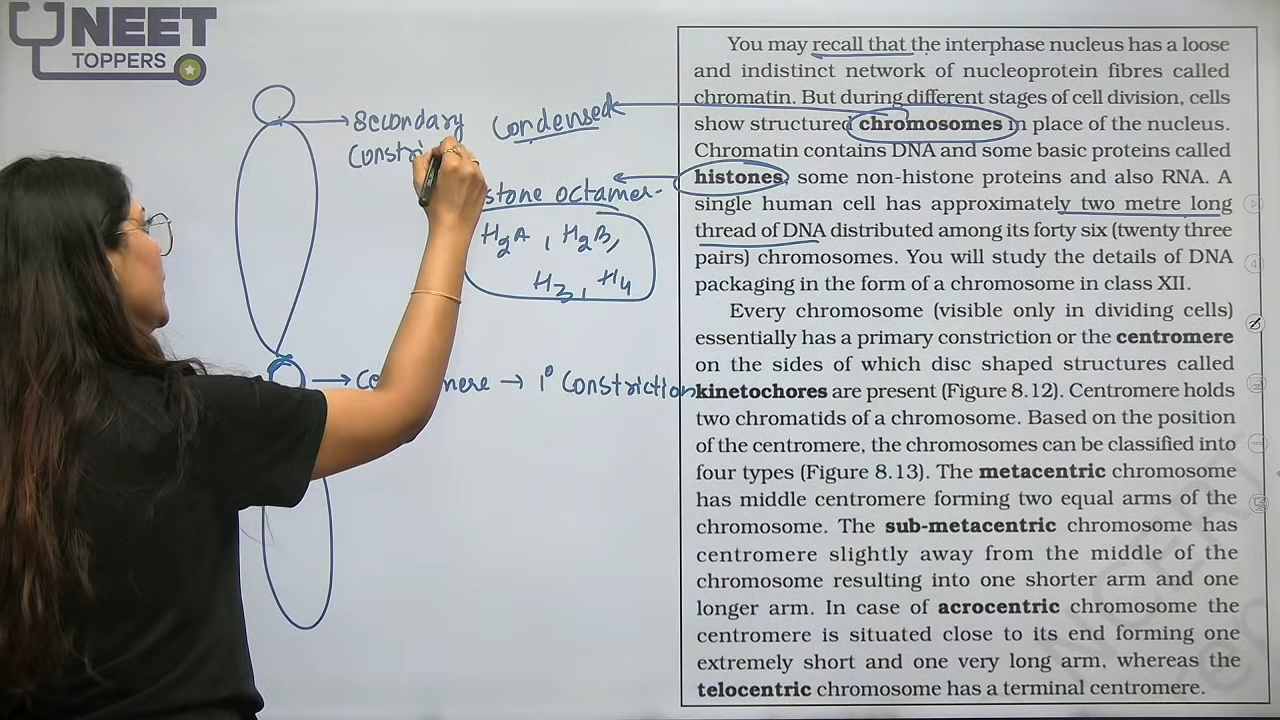 NEET
TOPPERS
Secondary
Condensed
stone octamer-
H2A, H2B,
H3, H4
→ 1° Constriction
You may recall that the interphase nucleus has a loose
and indistinct network of nucleoprotein fibres called
chromatin. But during different stages of cell division, cells
show structured chromosomes in place of the nucleus.
Chromatin contains DNA and some basic proteins called
histones, some non-histone proteins and also RNA. A
single human cell has approximately two metre long
thread of DNA distributed among its forty six (twenty three
pairs) chromosomes. You will study the details of DNA
packaging in the form of a chromosome in class XII.
Every chromosome (visible only in dividing cells)
essentially has a primary constriction or the centromere
on the sides of which disc shaped structures called
kinetochores are present (Figure 8.12). Centromere holds
two chromatids of a chromosome. Based on the position
of the centromere, the chromosomes can be classified into
four types (Figure 8.13). The metacentric chromosome
has middle centromere forming two equal arms of the
chromosome. The sub-metacentric chromosome has
centromere slightly away from the middle of the
chromosome resulting into one shorter arm and one
longer arm. In case of acrocentric chromosome the
centromere is situated close to its end forming one
extremely short and one very long arm, whereas the
telocentric chromosome has a terminal centromere.